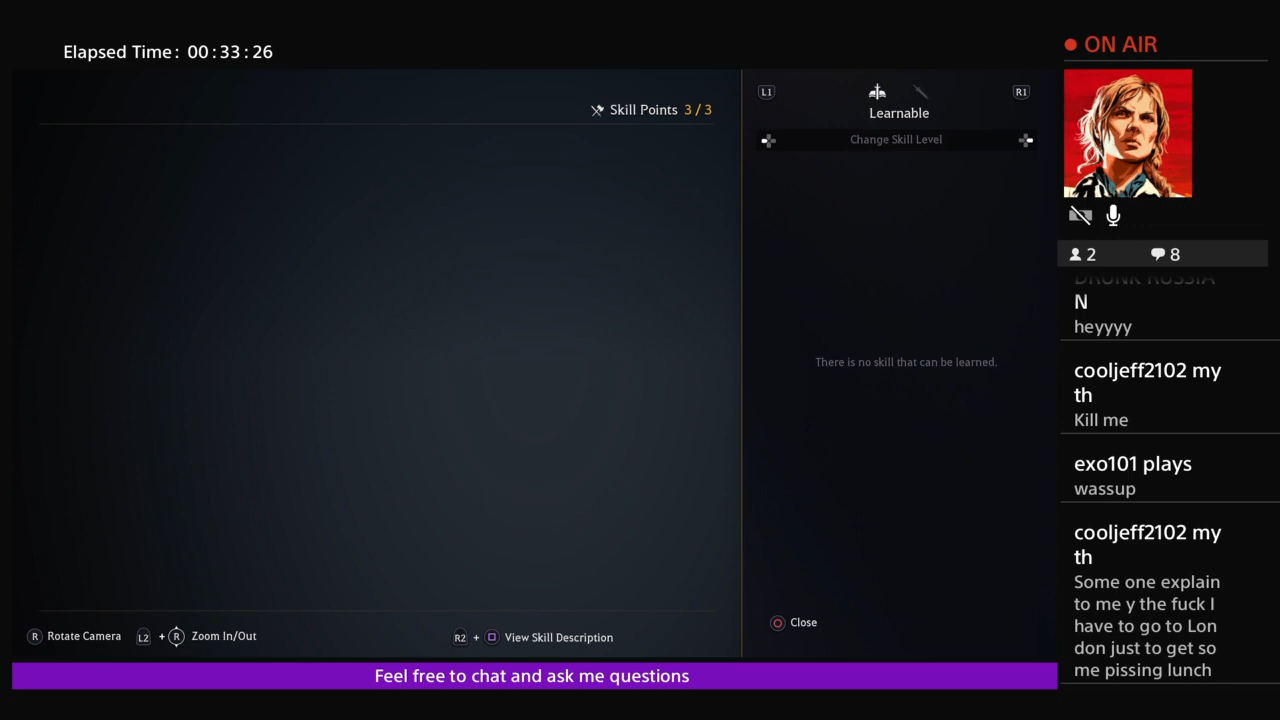 Elapsed Time: 00:33:26
ON AIR
Skill Points 3 / 3
L1
R1
Learnable
Change Skill Level
There is no skill that can be learned.
R Rotate Camera L2 + R Zoom In/Out
R2 + View Skill Description
Close
Feel free to chat and ask me questions
2 8
DRUNK RUSSIA
N
heyyyy
cooljeff2102 my
th
Kill me
exo101 plays
wassup
cooljeff2102 my
th
Some one explain
to me y the fuck I
have to go to Lon
don just to get so
me pissing lunch